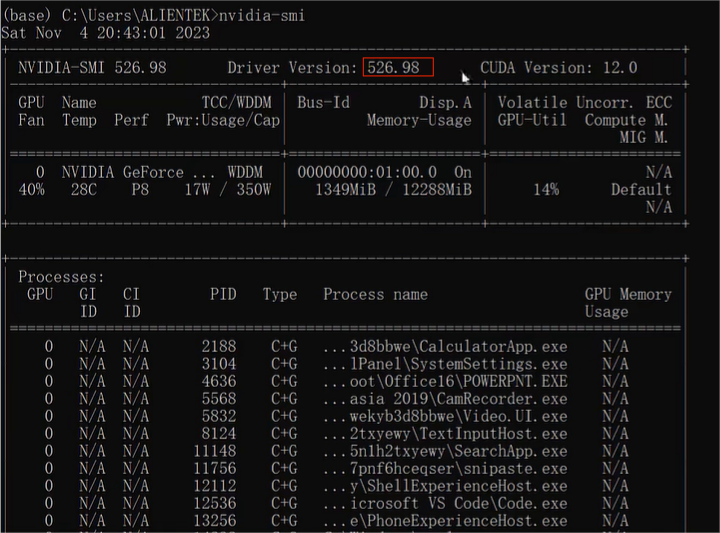 (base) C:\Users\ALIENTEK>nvidia-smi
Sat Nov  4 20:43:01 2023
NVIDIA-SMI 526.98    Driver Version: 526.98    CUDA Version: 12.0
GPU  Name    TCC/WDDM    Bus-Id    Disp.A    Volatile Uncorr. ECC
Fan  Temp  Perf  Pwr:Usage/Cap    Memory-Usage    GPU-Util  Compute M.
MIG M.
0  NVIDIA GeForce ... WDDM    00000000:01:00.0  On    N/A
40%  28C  P8  17W / 350W    1349MiB / 12288MiB    14%  Default
N/A
Processes:
GPU  GI  CI  PID  Type  Process name  GPU Memory
ID  ID  Usage
0  N/A  N/A  2188  C+G  ...3d8bbwe\CalculatorApp.exe  N/A
0  N/A  N/A  3104  C+G  ...lPanel\SystemSettings.exe  N/A
0  N/A  N/A  4636  C+G  ...oot\Office16\POWERPNT.EXE  N/A
0  N/A  N/A  5568  C+G  ...asia 2019\CamRecorder.exe  N/A
0  N/A  N/A  5832  C+G  ...wekyb3d8bbwe\Video.UI.exe  N/A
0  N/A  N/A  8124  C+G  ...2txyewy\TextInputHost.exe  N/A
0  N/A  N/A  11148  C+G  ...5n1h2txyewy\SearchApp.exe  N/A
0  N/A  N/A  11756  C+G  ...7pnf6hceqser\snipaste.exe  N/A
0  N/A  N/A  12112  C+G  ...y\ShellExperienceHost.exe  N/A
0  N/A  N/A  12536  C+G  ...icrosoft VS Code\Code.exe  N/A
0  N/A  N/A  13256  C+G  ...e\PhoneExperienceHost.exe  N/A